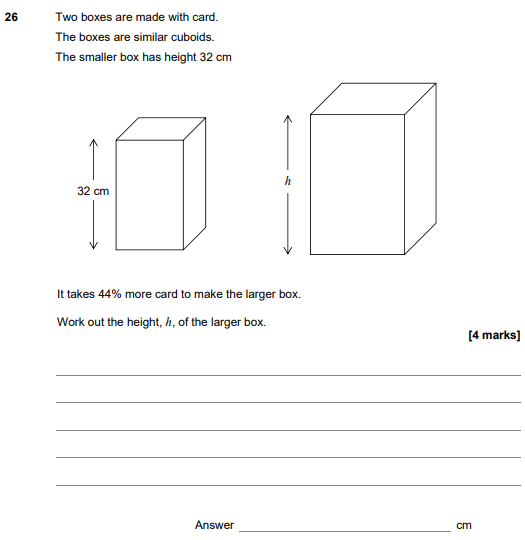 26 Two boxes are made with card.
The boxes are similar cuboids.
The smaller box has height 32 cm
32 cm
h
It takes 44% more card to make the larger box.
Work out the height, h, of the larger box.
[4 marks]
Answer cm